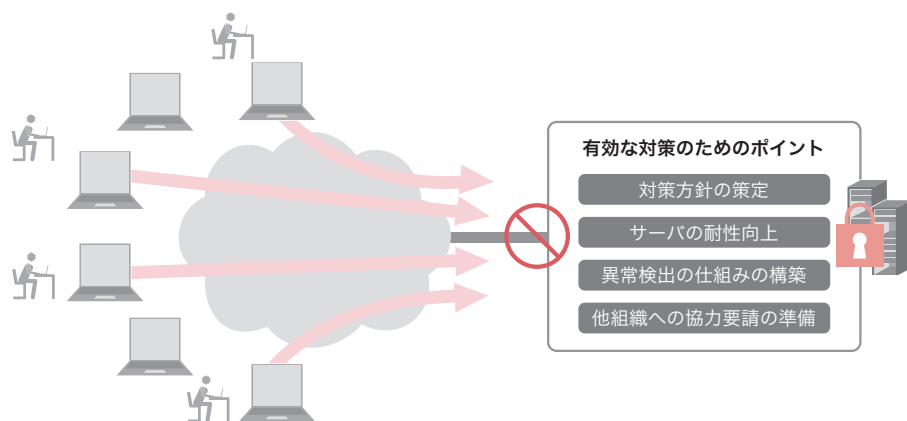 有効な対策のためのポイント
対策方針の策定
サーバの耐性向上
異常検出の仕組みの構築
他組織への協力要請の準備